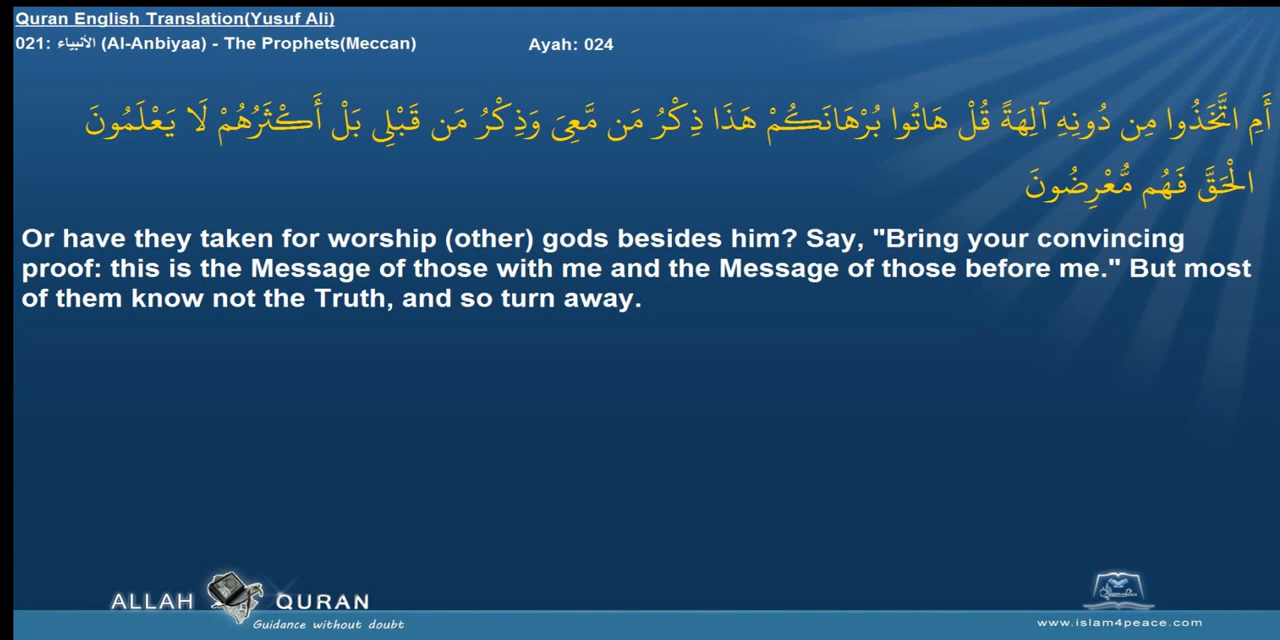 Quran English Translation(Yusuf Ali)
021: الأنبياء (Al-Anbiyaa) - The Prophets(Meccan)
Ayah: 024
أَمِ اتَّخَذُوا مِن دُونِهِ آلِهَةً قُلْ هَاتُوا بُرْهَانَكُمْ هَذَا ذِكْرُ مَن مَّعِيَ وَذِكْرُ مَن قَبْلِي بَلْ أَكْثَرُهُمْ لَا يَعْلَمُونَ
الْحَقَّ فَهُم مُّعْرِضُونَ
Or have they taken for worship (other) gods besides him? Say, "Bring your convincing
proof: this is the Message of those with me and the Message of those before me." But most
of them know not the Truth, and so turn away.
ALLAH QURAN
Guidance without doubt
www.islam4peace.com